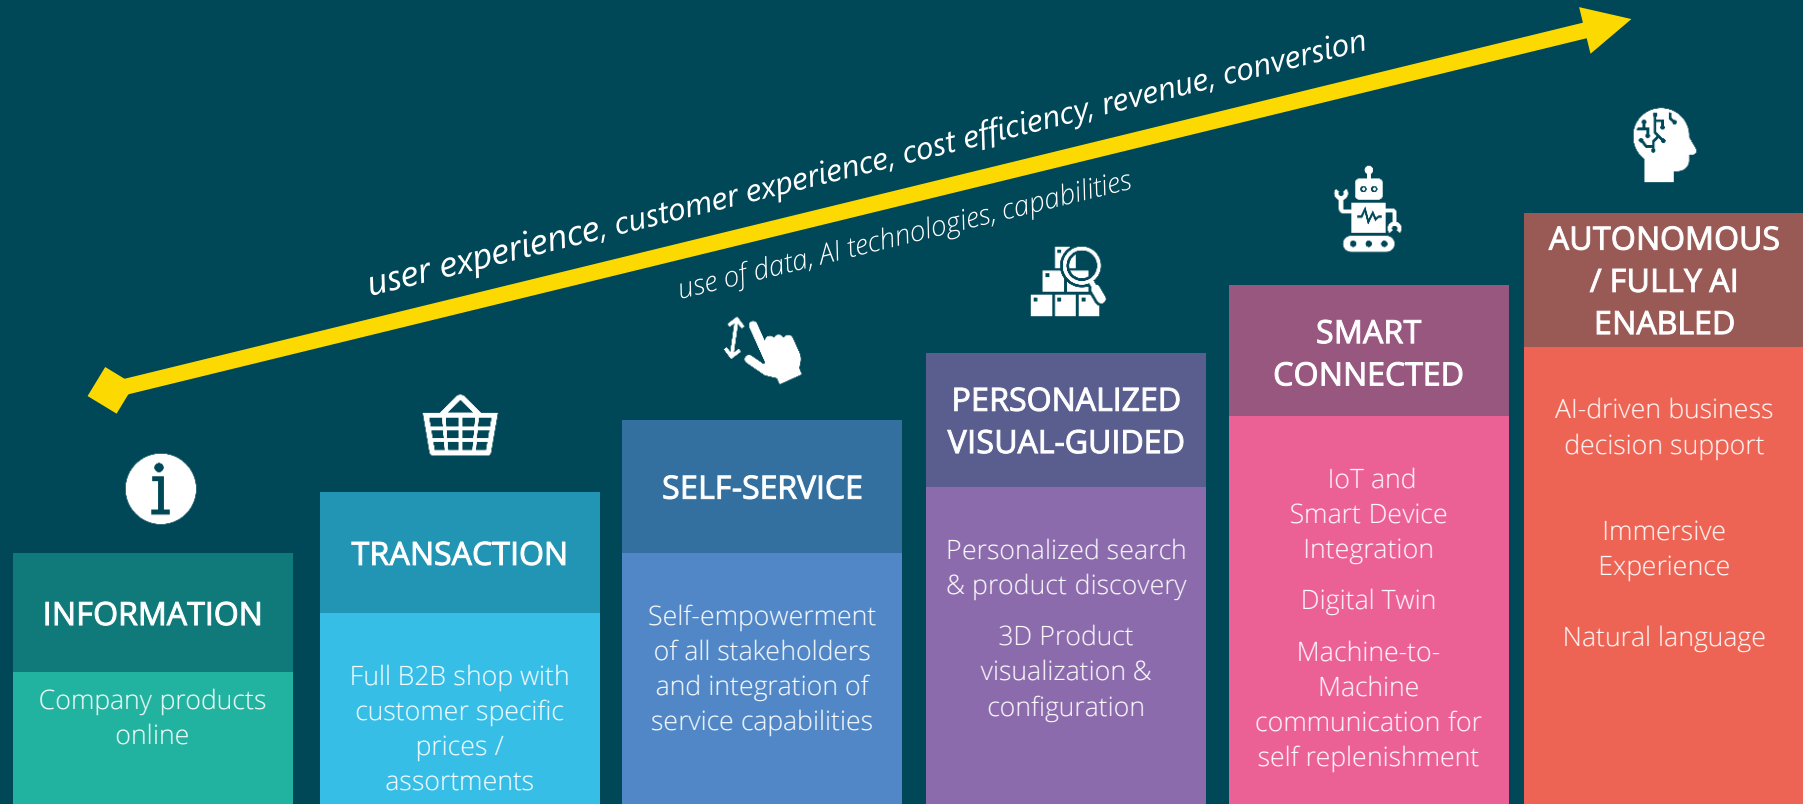 user experience, customer experience, cost efficiency, revenue, conversion
use of data, AI technologies, capabilities
INFORMATION
Company products
online
TRANSACTION
Full B2B shop with
customer specific
prices /
assortments
SELF-SERVICE
Self-empowerment
of all stakeholders
and integration of
service capabilities
PERSONALIZED
VISUAL-GUIDED
Personalized search
& product discovery
3D Product
visualization &
configuration
SMART
CONNECTED
IoT and
Smart Device
Integration
Digital Twin
Machine-to-
Machine
communication for
self replenishment
AUTONOMOUS
/ FULLY AI
ENABLED
AI-driven business
decision support
Immersive
Experience
Natural language